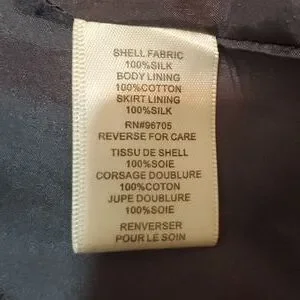 SHELL FABRIC
100%SILK
BODY LINING
100%COTTON
SKIRT LINING
100%SILK
RN#96705
REVERSE FOR CARE
TISSU DE SHELL
100%SOIE
CORSAGE DOUBLURE
100%COTON
JUPE DOUBLURE
100%SOIE
RENVERSER
POUR LE SOIN